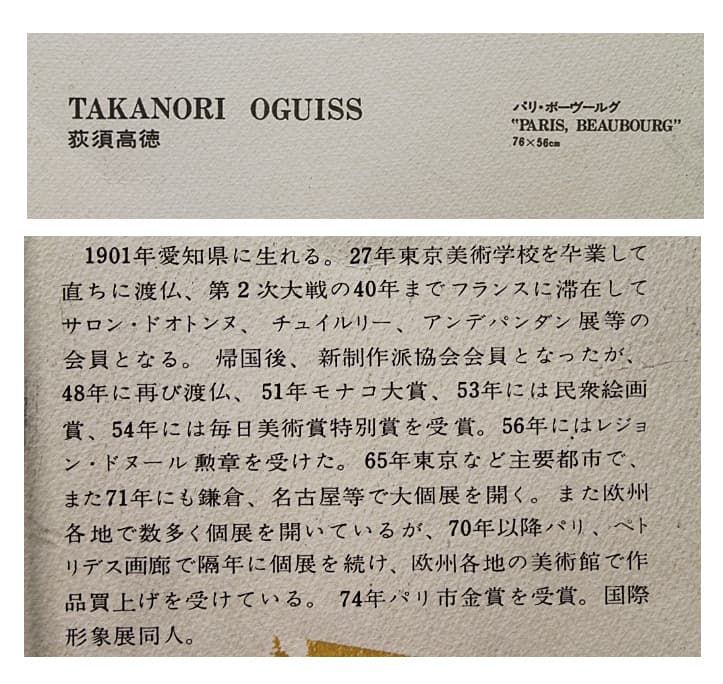 TAKANORI OGUISS
荻須高徳
パリ・ボーヴールグ
"PARIS, BEAUBOURG"
76×56cm
1901年愛知県に生れる。27年東京美術学校を卒業して
直ちに渡仏、第2次大戦の40年までフランスに滞在して
サロン・ドオトンヌ、チュイルリー、アンデパンダン展等の
会員となる。帰国後、新制作派協会会員となったが、
48年に再び渡仏、51年モナコ大賞、53年には民衆絵画
賞、54年には毎日美術賞特別賞を受賞。56年にはレジョ
ン・ドヌール勲章を受けた。65年東京など主要都市で、
また71年にも鎌倉、名古屋等で大個展を開く。また欧州
各地で数多く個展を開いているが、70年以降パリ、ペト
リデス画廊で隔年に個展を続け、欧州各地の美術館で作
品買上げを受けている。74年パリ市金賞を受賞。国際
形象展同人。